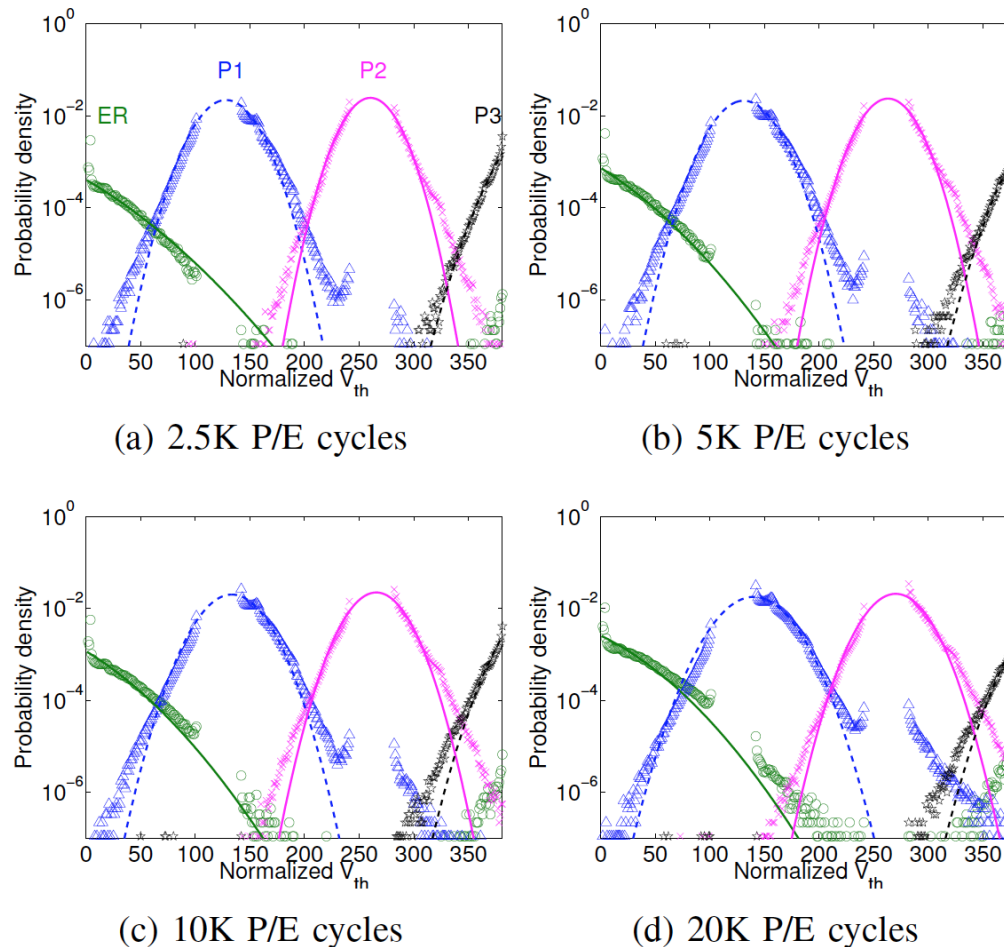 10^0
10^-2
10^-4
10^-6
Probability density
ER
P1
P2
P3
0 50 100 150 200 250 300 350
Normalized V_th
(a) 2.5K P/E cycles
10^0
10^-2
10^-4
10^-6
Probability density
0 50 100 150 200 250 300 350
Normalized V_th
(b) 5K P/E cycles
10^0
10^-2
10^-4
10^-6
Probability density
0 50 100 150 200 250 300 350
Normalized V_th
(c) 10K P/E cycles
10^0
10^-2
10^-4
10^-6
Probability density
0 50 100 150 200 250 300 350
Normalized V_th
(d) 20K P/E cycles